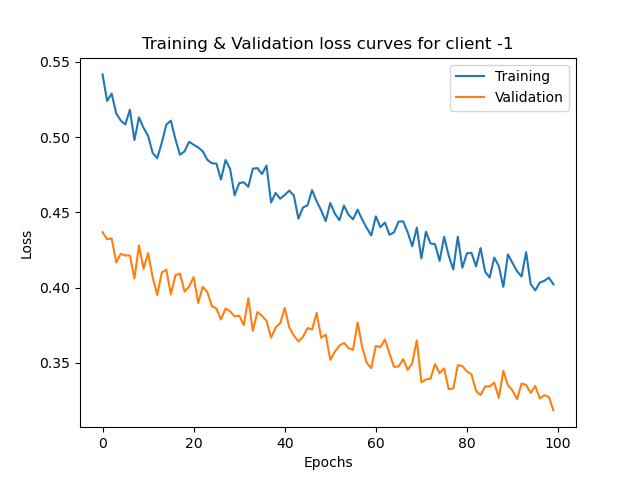 Training & Validation loss curves for client -1
Training
Validation
Loss
0.55
0.50
0.45
0.40
0.35
0
20
40
60
80
100
Epochs